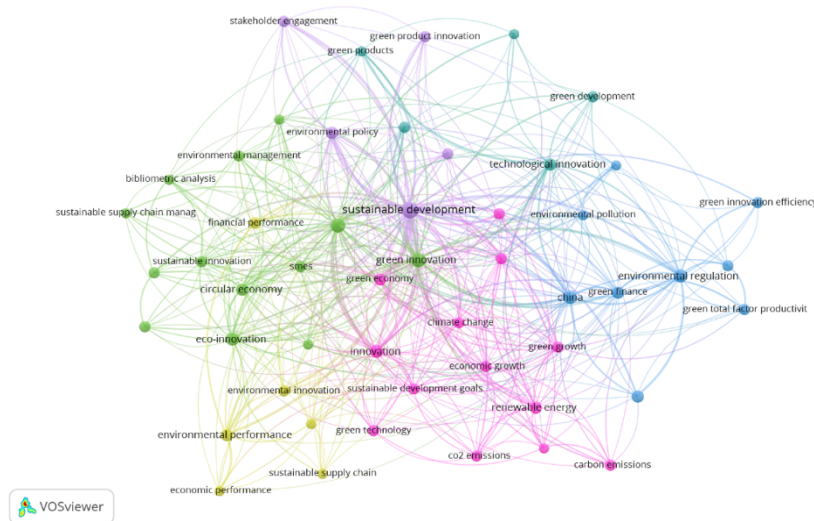 stakeholder engagement
green product innovation
green products
green development
environmental policy
environmental management
technological innovation
bibliometric analysis
green innovation efficiency
sustainable supply chain manag
financial performance
sustainable development
environmental pollution
sustainable innovation
smes
green innovation
green economy
environmental regulation
circular economy
china
green finance
green total factor productivit
climate change
eco-innovation
innovation
green growth
economic growth
environmental innovation
sustainable development goals
renewable energy
environmental performance
green technology
co2 emissions
carbon emissions
sustainable supply chain
economic performance
VOSviewer